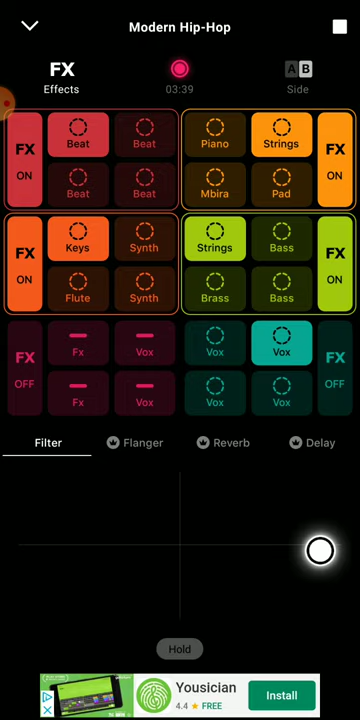 Modern Hip-Hop
FX
Effects
03:39
A B
Side
FX
ON
Beat
Beat
Beat
Beat
Piano
Strings
Mbira
Pad
FX
ON
FX
ON
Keys
Synth
Flute
Synth
Strings
Bass
Brass
Bass
FX
ON
FX
OFF
Fx
Vox
Fx
Vox
Vox
Vox
Vox
Vox
FX
OFF
Filter
Flanger
Reverb
Delay
Hold
Yousician
4.4 ★ FREE
Install